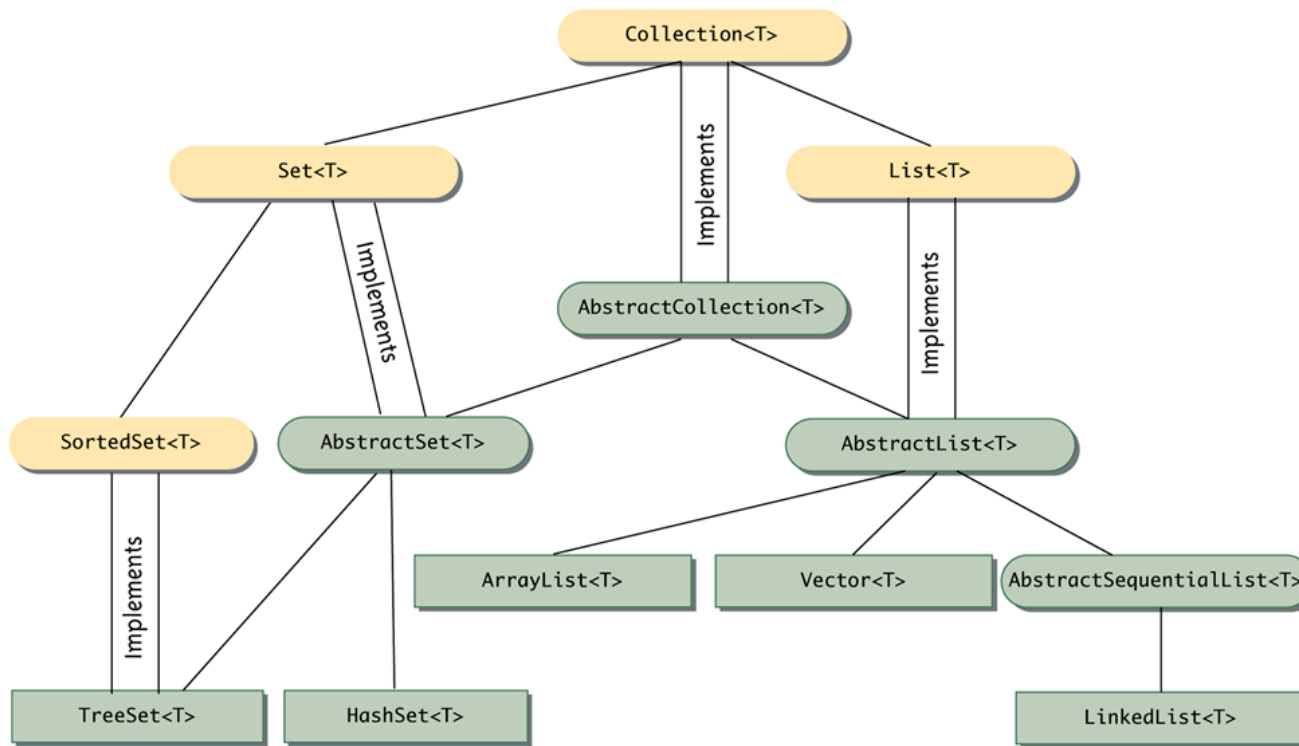 Collection<T>
Implements
Set<T>
List<T>
Implements
Implements
AbstractCollection<T>
SortedSet<T>
AbstractSet<T>
AbstractList<T>
Implements
ArrayList<T>
Vector<T>
AbstractSequentialList<T>
TreeSet<T>
HashSet<T>
LinkedList<T>